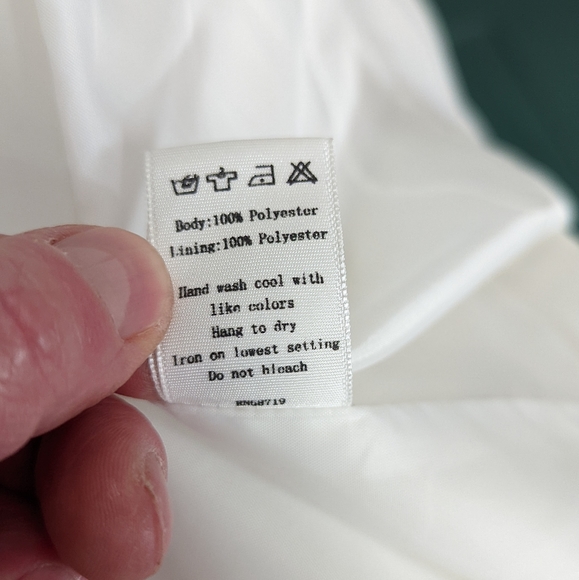 Body:100% Polyester
Lining:100% Polyester
Hand wash cool with
like colors
Hang to dry
Iron on lowest setting
Do not bleach